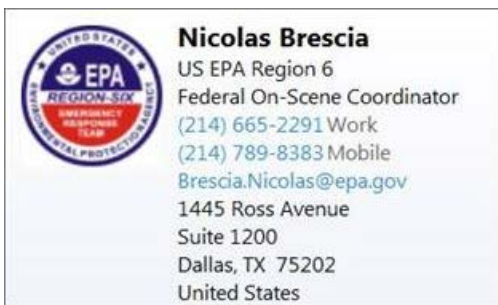 UNITED STATES
EPA
REGION-SIX
EMERGENCY
RESPONSE
TEAM
ENVIRONMENTAL PROTECTION AGENCY
Nicolas Brescia
US EPA Region 6
Federal On-Scene Coordinator
(214) 665-2291 Work
(214) 789-8383 Mobile
Brescia.Nicolas@epa.gov
1445 Ross Avenue
Suite 1200
Dallas, TX 75202
United States